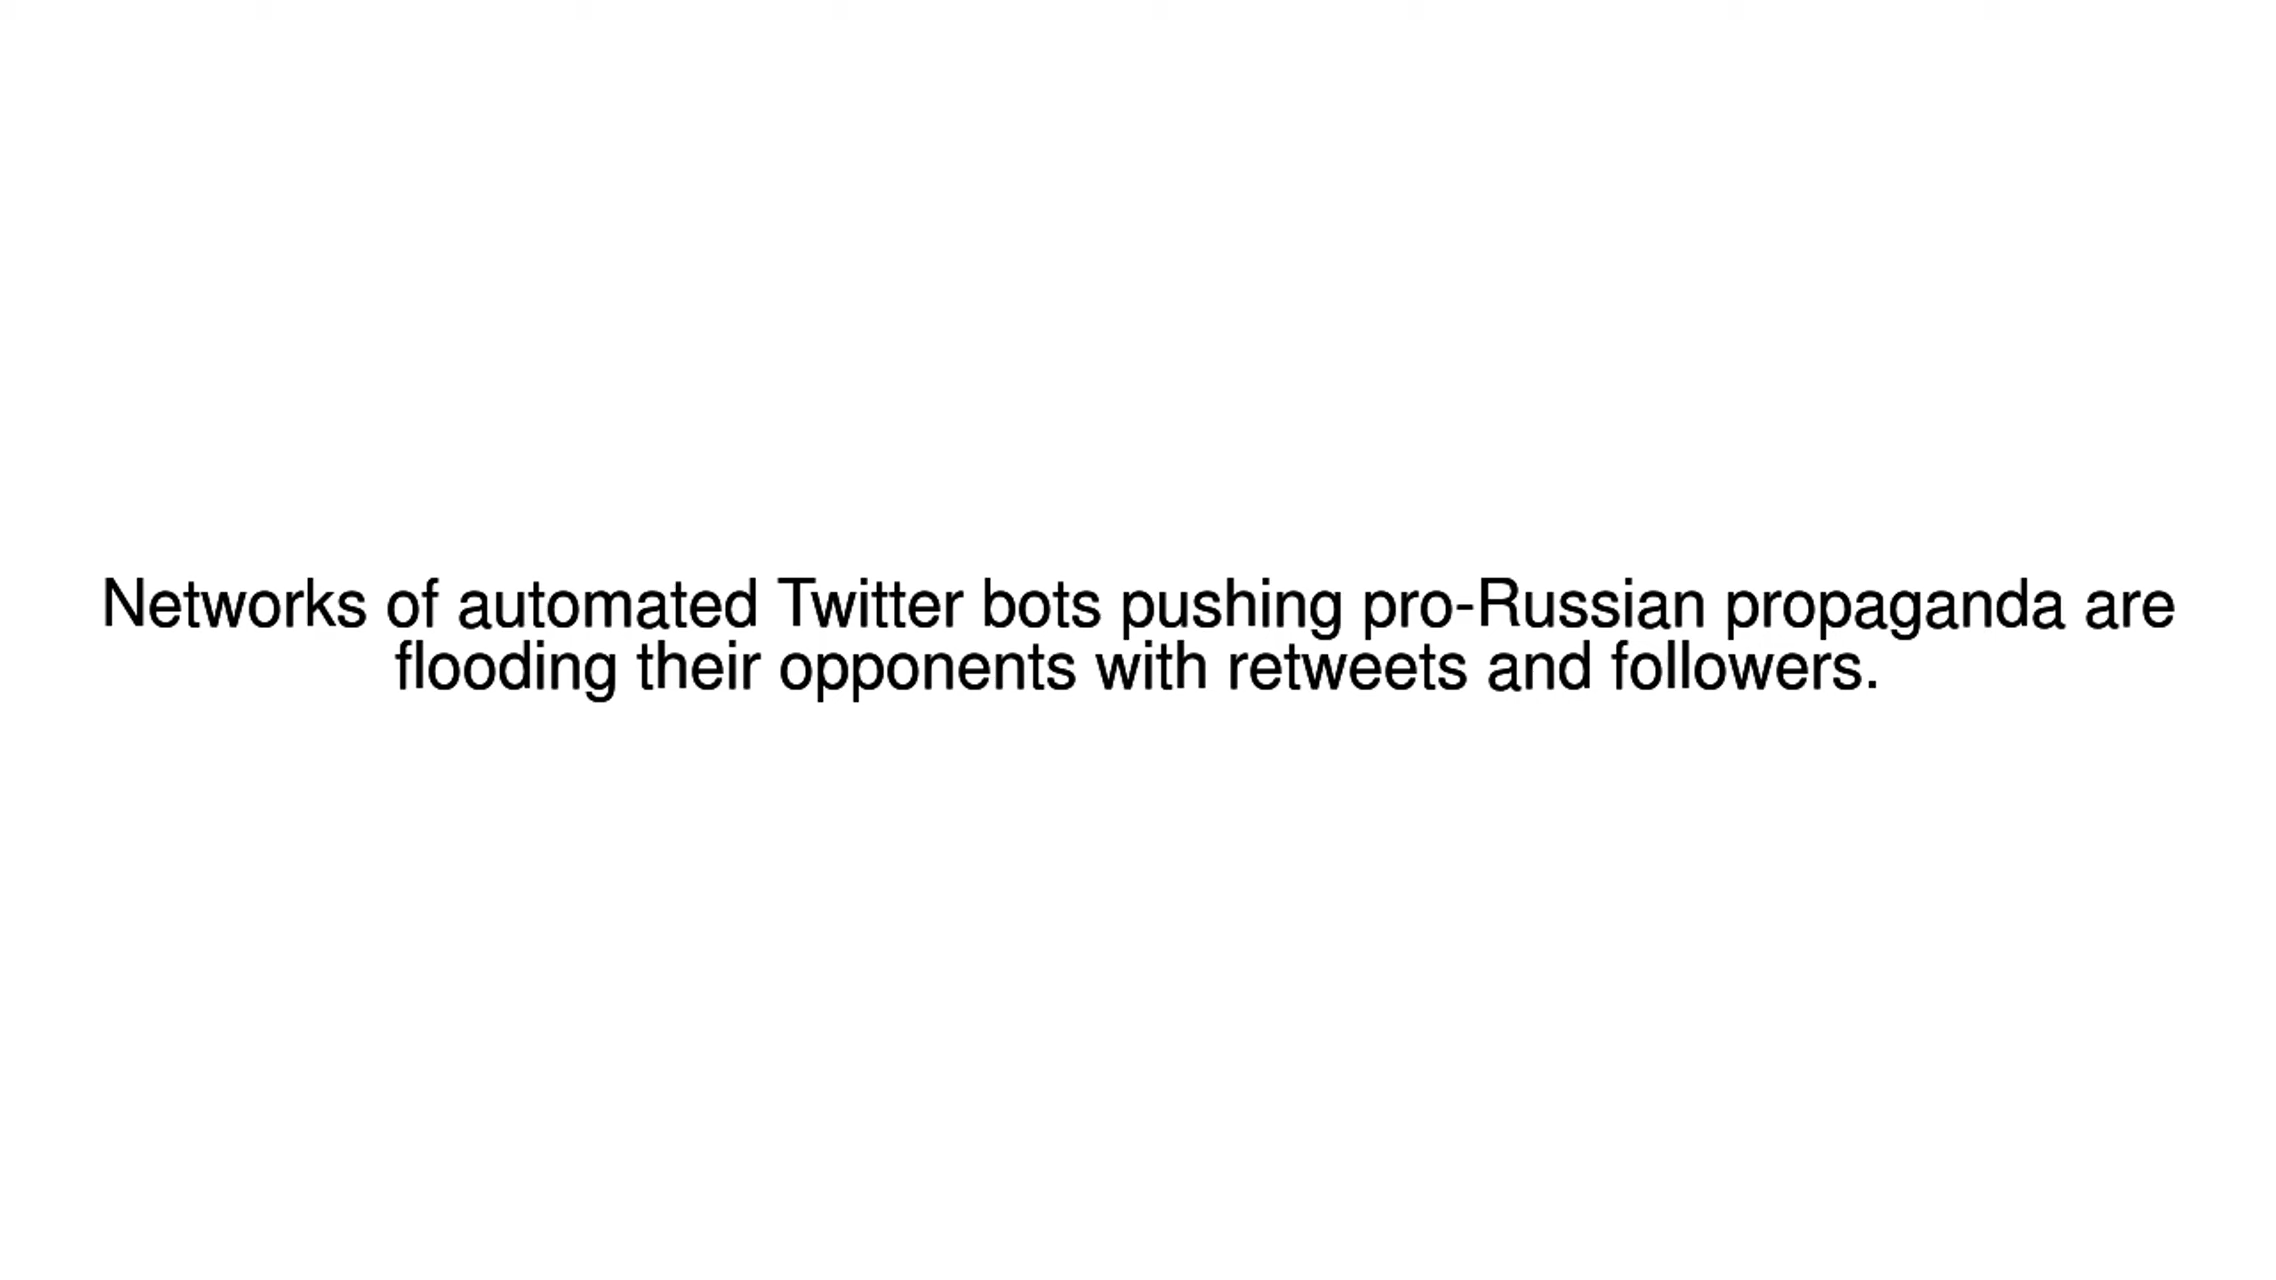 Networks of automated Twitter bots pushing pro-Russian propaganda are
flooding their opponents with retweets and followers.